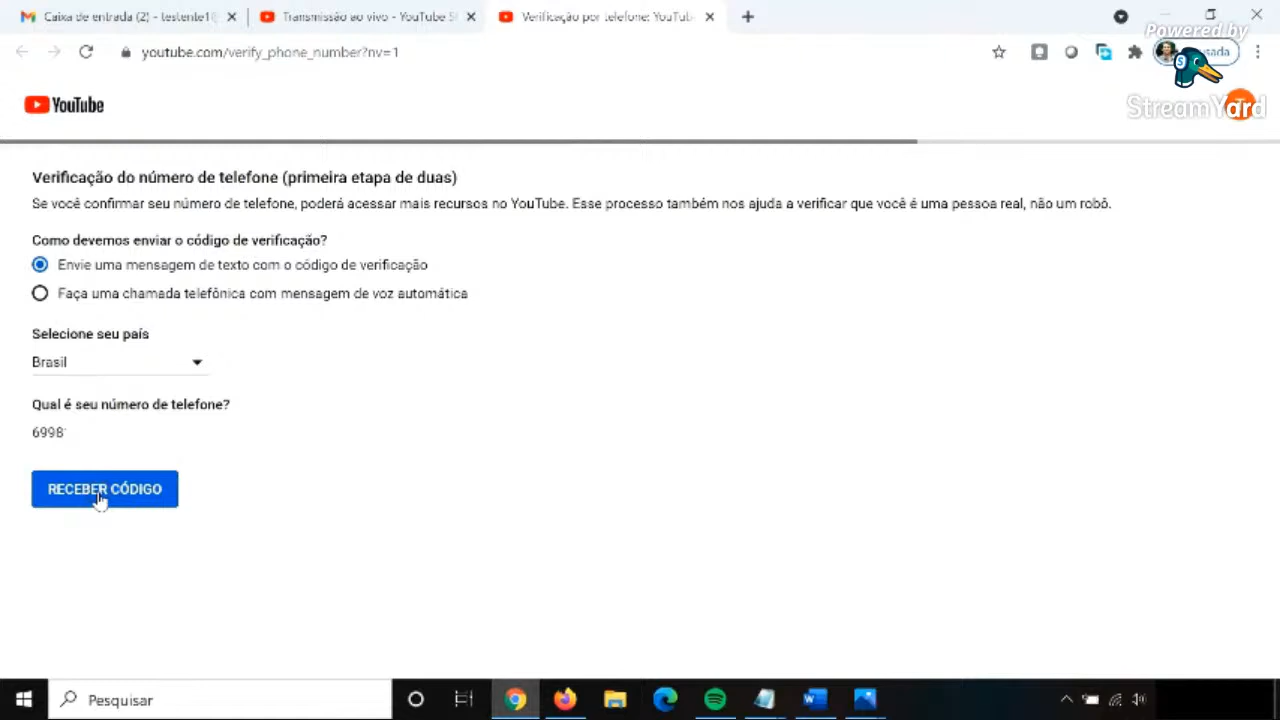 Caixa de entrada (2) - testente1
Transmissão ao vivo - YouTube S
Verificação por telefone: YouTub
youtube.com/verify_phone_number?nv=1
Powered by
StreamYard
YouTube
Verificação do número de telefone (primeira etapa de duas)
Se você confirmar seu número de telefone, poderá acessar mais recursos no YouTube. Esse processo também nos ajuda a verificar que você é uma pessoa real, não um robô.
Como devemos enviar o código de verificação?
Envie uma mensagem de texto com o código de verificação
Faça uma chamada telefônica com mensagem de voz automática
Selecione seu país
Brasil
Qual é seu número de telefone?
6998
RECEBER CÓDIGO
Pesquisar